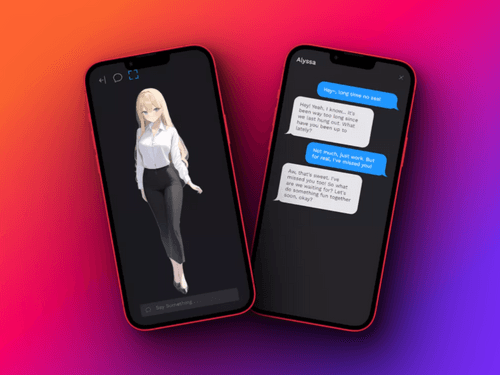 Say Something
Alyssa
Hey~, long time no see!
Hey! Yeah, I know... It's
been way too long since
we last hung out. What
have you been up to
lately?
Not much, just work. But
for real, I've missed you!
Aw, that's sweet. I've
missed you too! So what
are we waiting for? Let's
do something fun together
soon, okay?